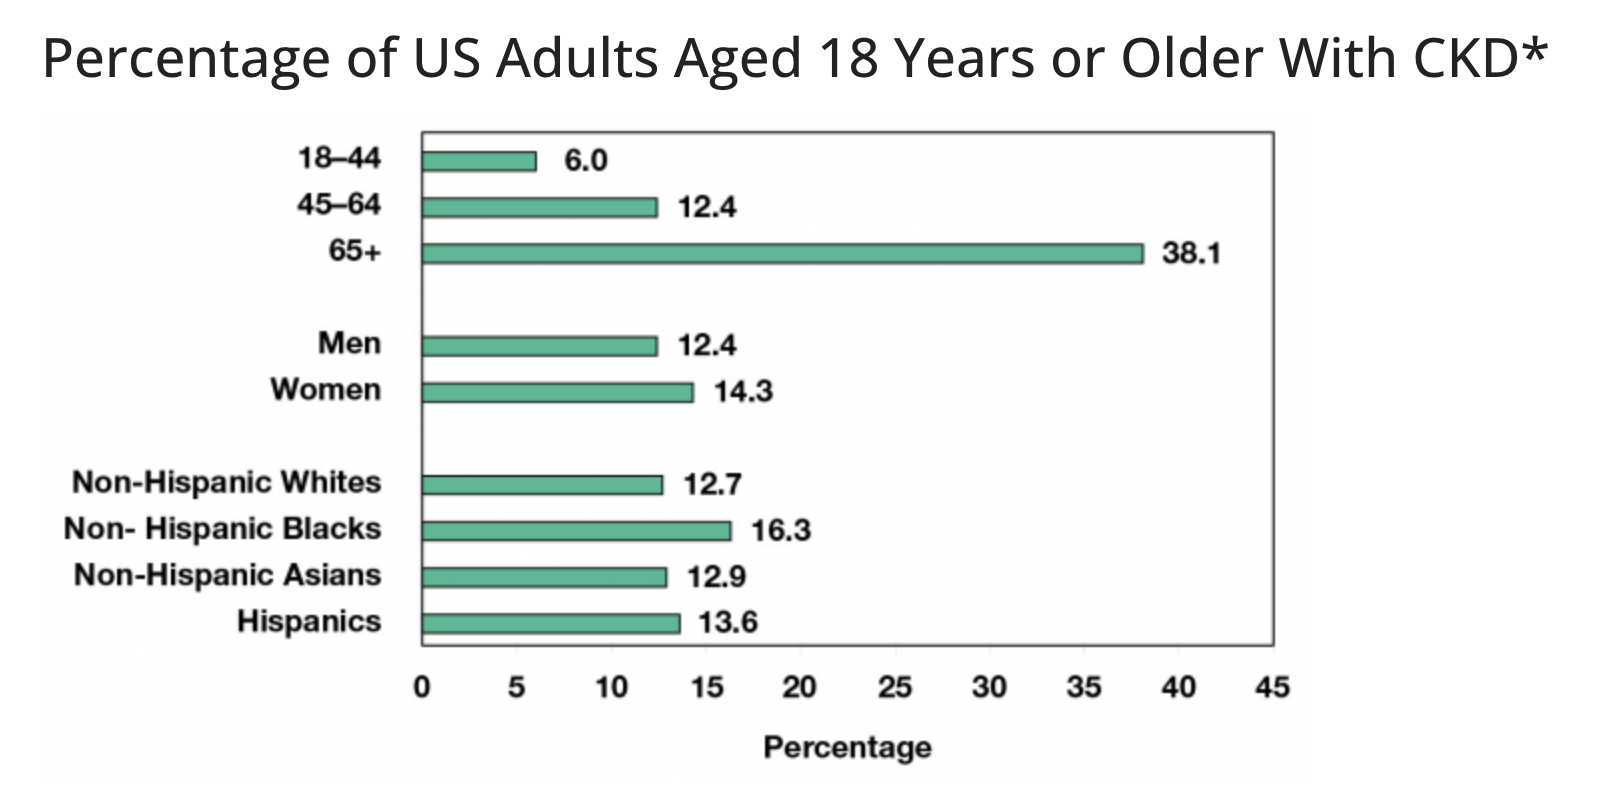 Percentage of US Adults Aged 18 Years or Older With CKD*
18–44 6.0
45–64 12.4
65+ 38.1
Men 12.4
Women 14.3
Non-Hispanic Whites 12.7
Non- Hispanic Blacks 16.3
Non-Hispanic Asians 12.9
Hispanics 13.6
0 5 10 15 20 25 30 35 40 45
Percentage